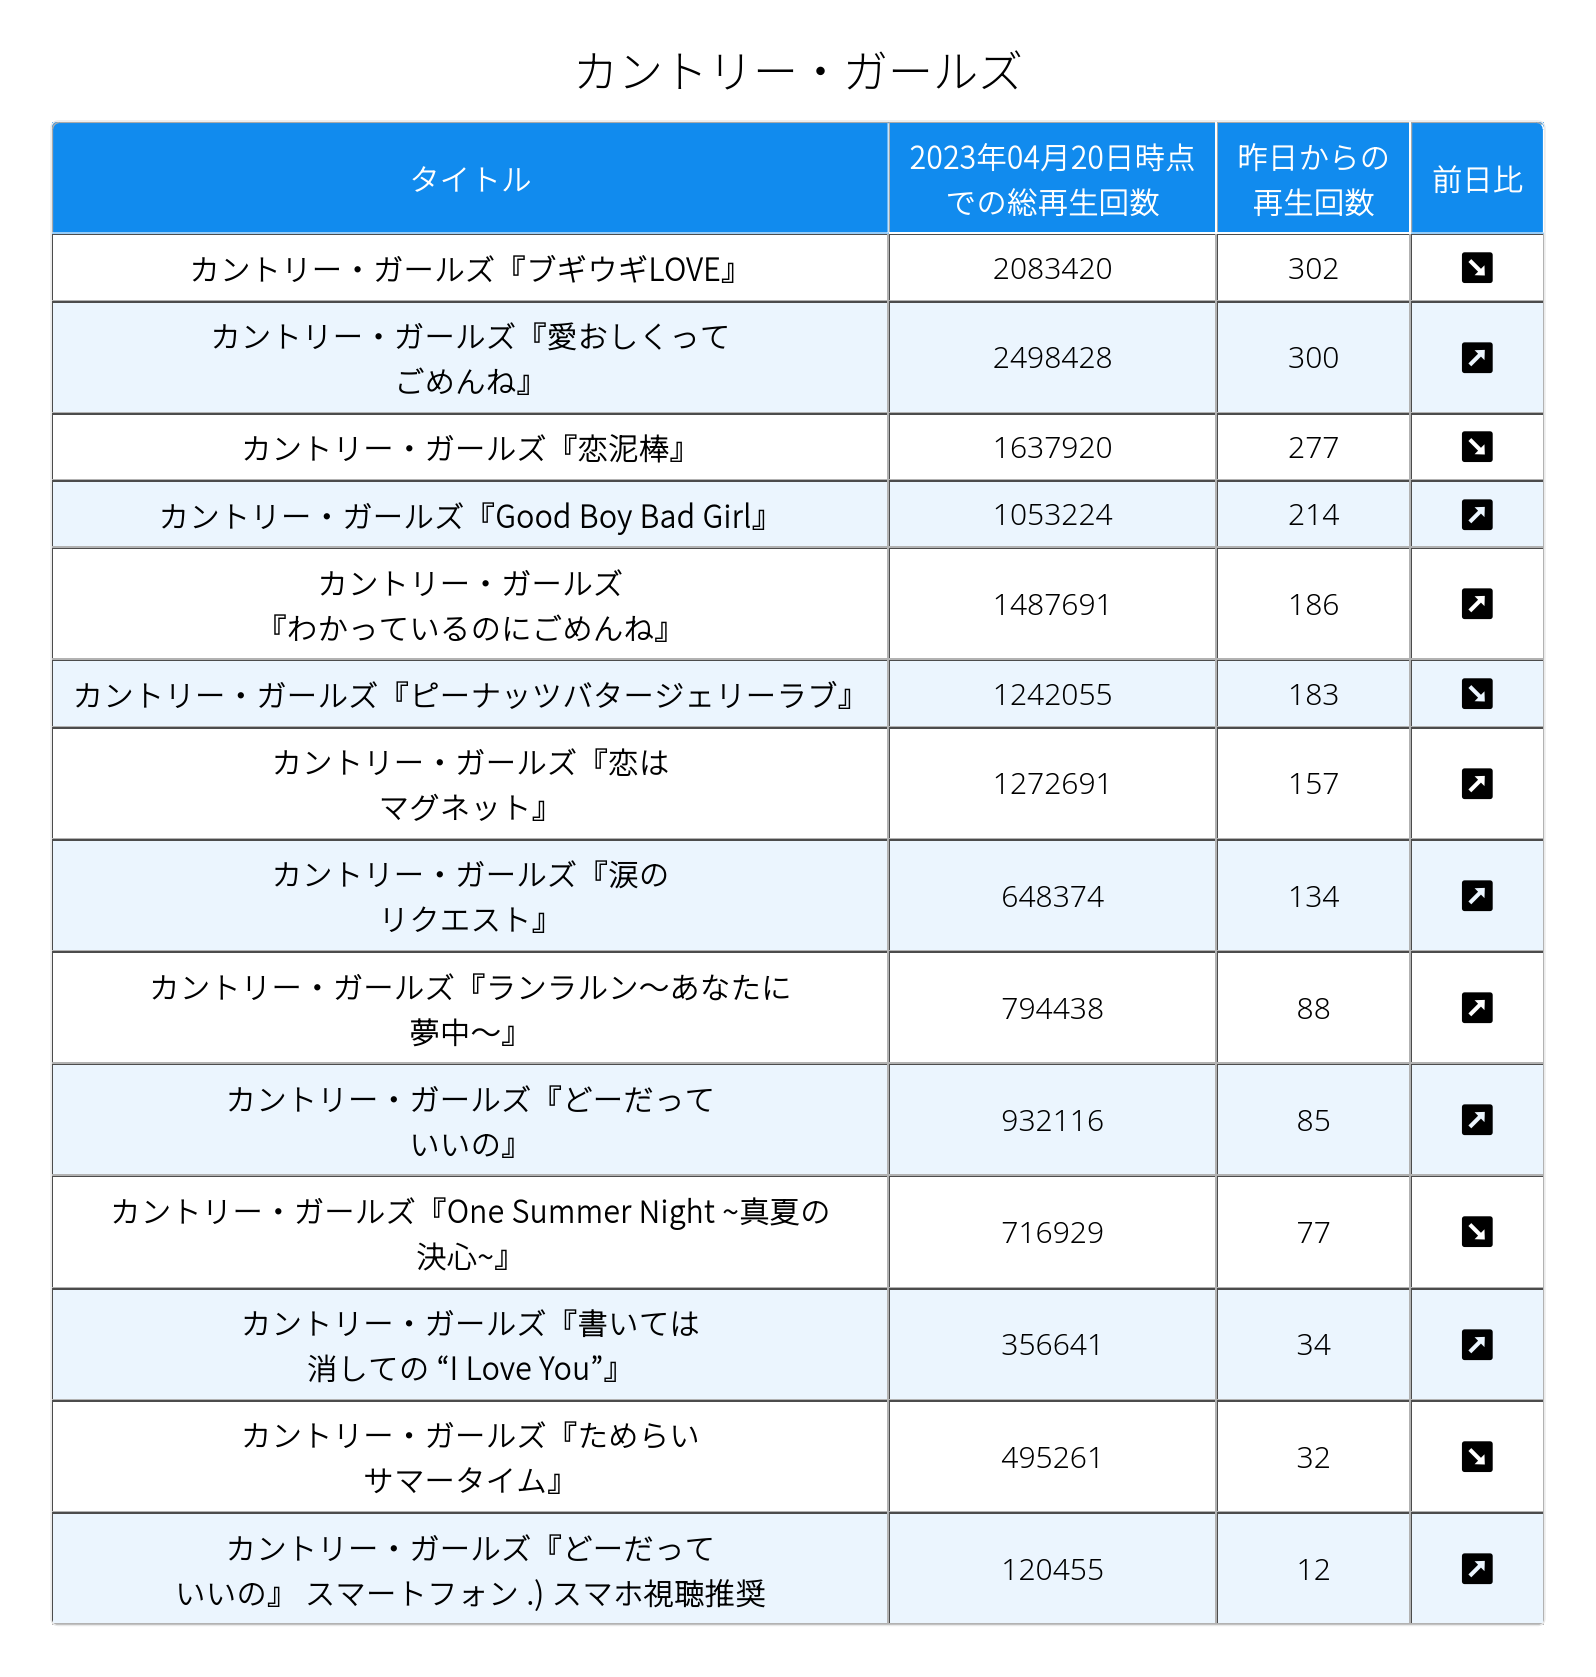 カントリー・ガールズ
タイトル
2023年04月20日時点
での総再生回数
昨日からの
再生回数
前日比
カントリー・ガールズ『ブギウギLOVE』
2083420
302
カントリー・ガールズ『愛おしくって
ごめんね』
2498428
300
カントリー・ガールズ『恋泥棒』
1637920
277
カントリー・ガールズ『Good Boy Bad Girl』
1053224
214
カントリー・ガールズ
『わかっているのにごめんね』
1487691
186
カントリー・ガールズ『ピーナッツバタージェリーラブ』
1242055
183
カントリー・ガールズ『恋は
マグネット』
1272691
157
カントリー・ガールズ『涙の
リクエスト』
648374
134
カントリー・ガールズ『ランラルン〜あなたに
夢中〜』
794438
88
カントリー・ガールズ『どーだって
いいの』
932116
85
カントリー・ガールズ『One Summer Night ~真夏の
決心~』
716929
77
カントリー・ガールズ『書いては
消しての “I Love You”』
356641
34
カントリー・ガールズ『ためらい
サマータイム』
495261
32
カントリー・ガールズ『どーだって
いいの』 スマートフォン .) スマホ視聴推奨
120455
12